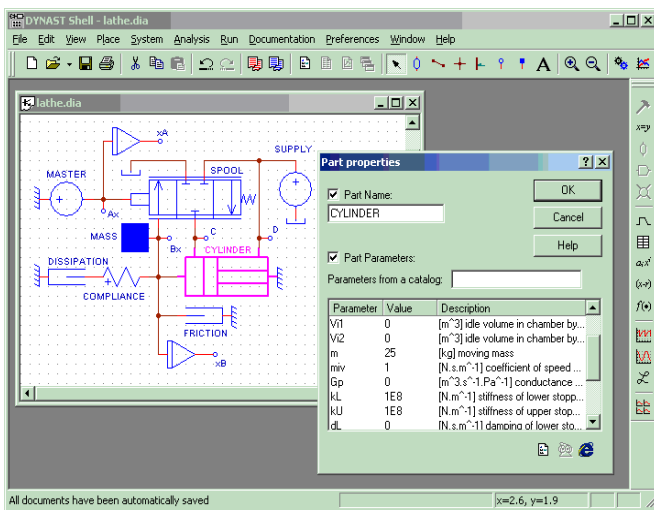 DYNAST Shell - lathe.dia
File Edit View Place System Analysis Run Documentation Preferences Window Help
A
lathe.dia
xA
SUPPLY
MASTER
SPOOL
Ax
MASS
C
D
Bx
CYLINDER
DISSIPATION
COMPLIANCE
FRICTION
xB
Part properties
Part Name:
CYLINDER
OK
Cancel
Help
Part Parameters:
Parameters from a catalog:
Parameter Value Description
Vi1 0 [m^3] idle volume in chamber by...
Vi2 0 [m^3] idle volume in chamber by...
m 25 [kg] moving mass
miv 1 [N.s.m^-1] coefficient of speed ...
Gp 0 [m^3.s^-1.Pa^-1] conductance ...
kL 1E8 [N.m^-1] stiffness of lower stopp...
kU 1E8 [N.m^-1] stiffness of upper stop...
dL 0 [N.s.m^-1] damping of lower sto...
x=y
f(•)
All documents have been automatically saved
x=2.6, y=1.9